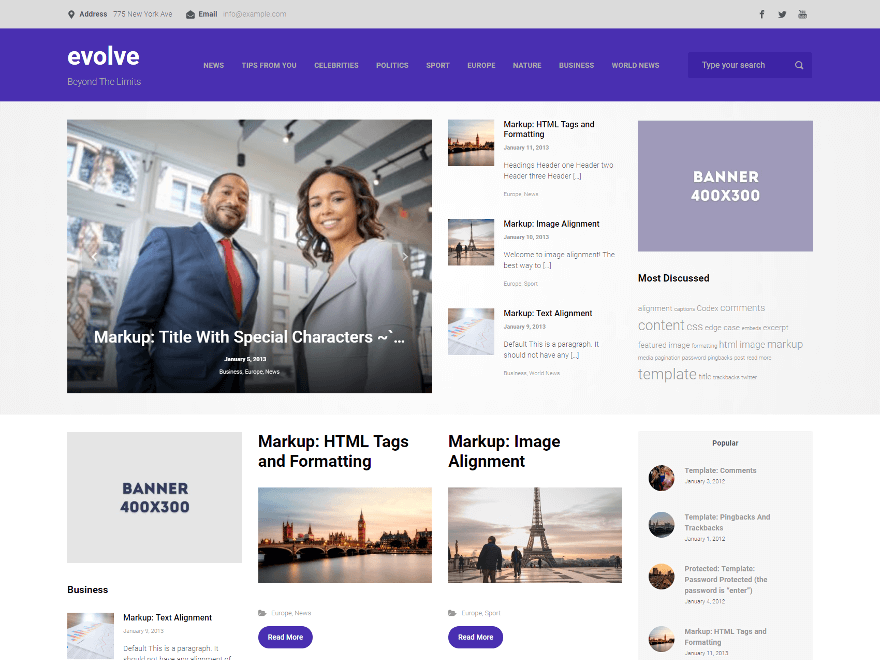 Address 775 New York Ave Email info@example.com
evolve
Beyond The Limits
NEWS TIPS FROM YOU CELEBRITIES POLITICS SPORT EUROPE NATURE BUSINESS WORLD NEWS
Type your search
Markup: Title With Special Characters ~`…
January 5, 2013
Business, Europe, News
Markup: HTML Tags and
Formatting
January 11, 2013
Headings Header one Header two
Header three Header [...]
Europe, News
Markup: Image Alignment
January 10, 2013
Welcome to image alignment! The
best way to [...]
Europe, Sport
Markup: Text Alignment
January 9, 2013
Default This is a paragraph. It
should not have any [...]
Business, World News
BANNER
400X300
Most Discussed
alignment captions Codex comments
content css edge case embeds excerpt
featured image formatting html image markup
media pagination password pingbacks post read more
template title trackbacks twitter
BANNER
400X300
Business
Markup: Text Alignment
January 9, 2013
Default This is a paragraph. It
should not have any alignment of
Markup: HTML Tags
and Formatting
Europe, News
Read More
Markup: Image
Alignment
Europe, Sport
Read More
Popular
Template: Comments
January 3, 2012
Template: Pingbacks And
Trackbacks
January 1, 2012
Protected: Template:
Password Protected (the
password is "enter")
January 4, 2012
Markup: HTML Tags and
Formatting
January 11, 2013